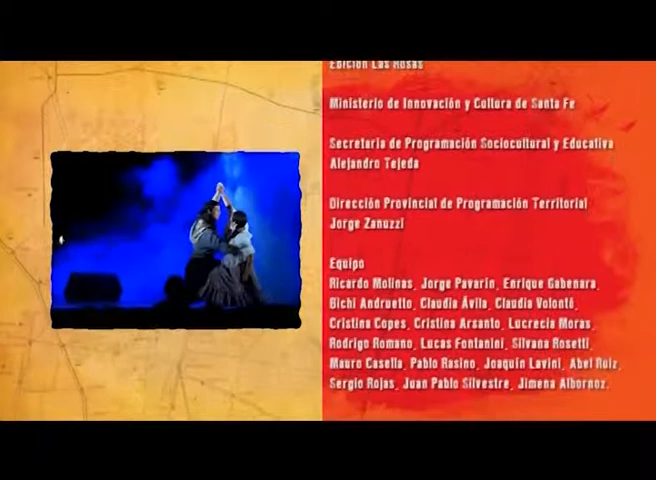 Edición Las Rosas
Ministerio de Innovación y Cultura de Santa Fe
Secretaria de Programación Sociocultural y Educativa
Alejandro Tejeda
Dirección Provincial de Programación Territorial
Jorge Zanuzzi
Equipo
Ricardo Molinas, Jorge Pavarin, Enrique Gabenara,
Bichi Andruetto, Claudia Ávila, Claudia Volonté,
Cristina Copes, Cristina Arsanto, Lucrecia Moras,
Rodrigo Romano, Lucas Fontanini, Silvana Rosetti,
Mauro Casella, Pablo Rasino, Joaquín Lavini, Abel Ruiz,
Sergio Rojas, Juan Pablo Silvestre, Jimena Albornoz.